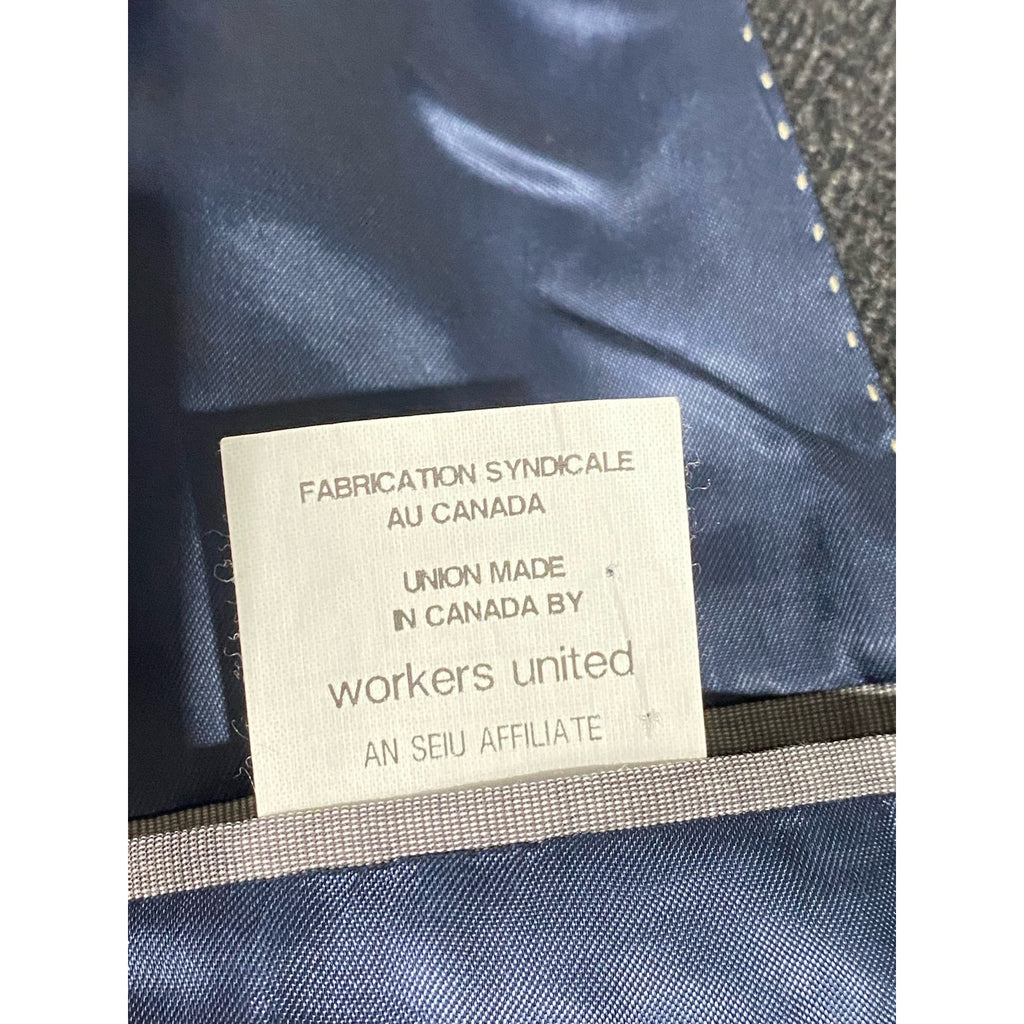 FABRICATION SYNDICALE
AU CANADA
UNION MADE
IN CANADA BY
workers united
AN SEIU AFFILIATE